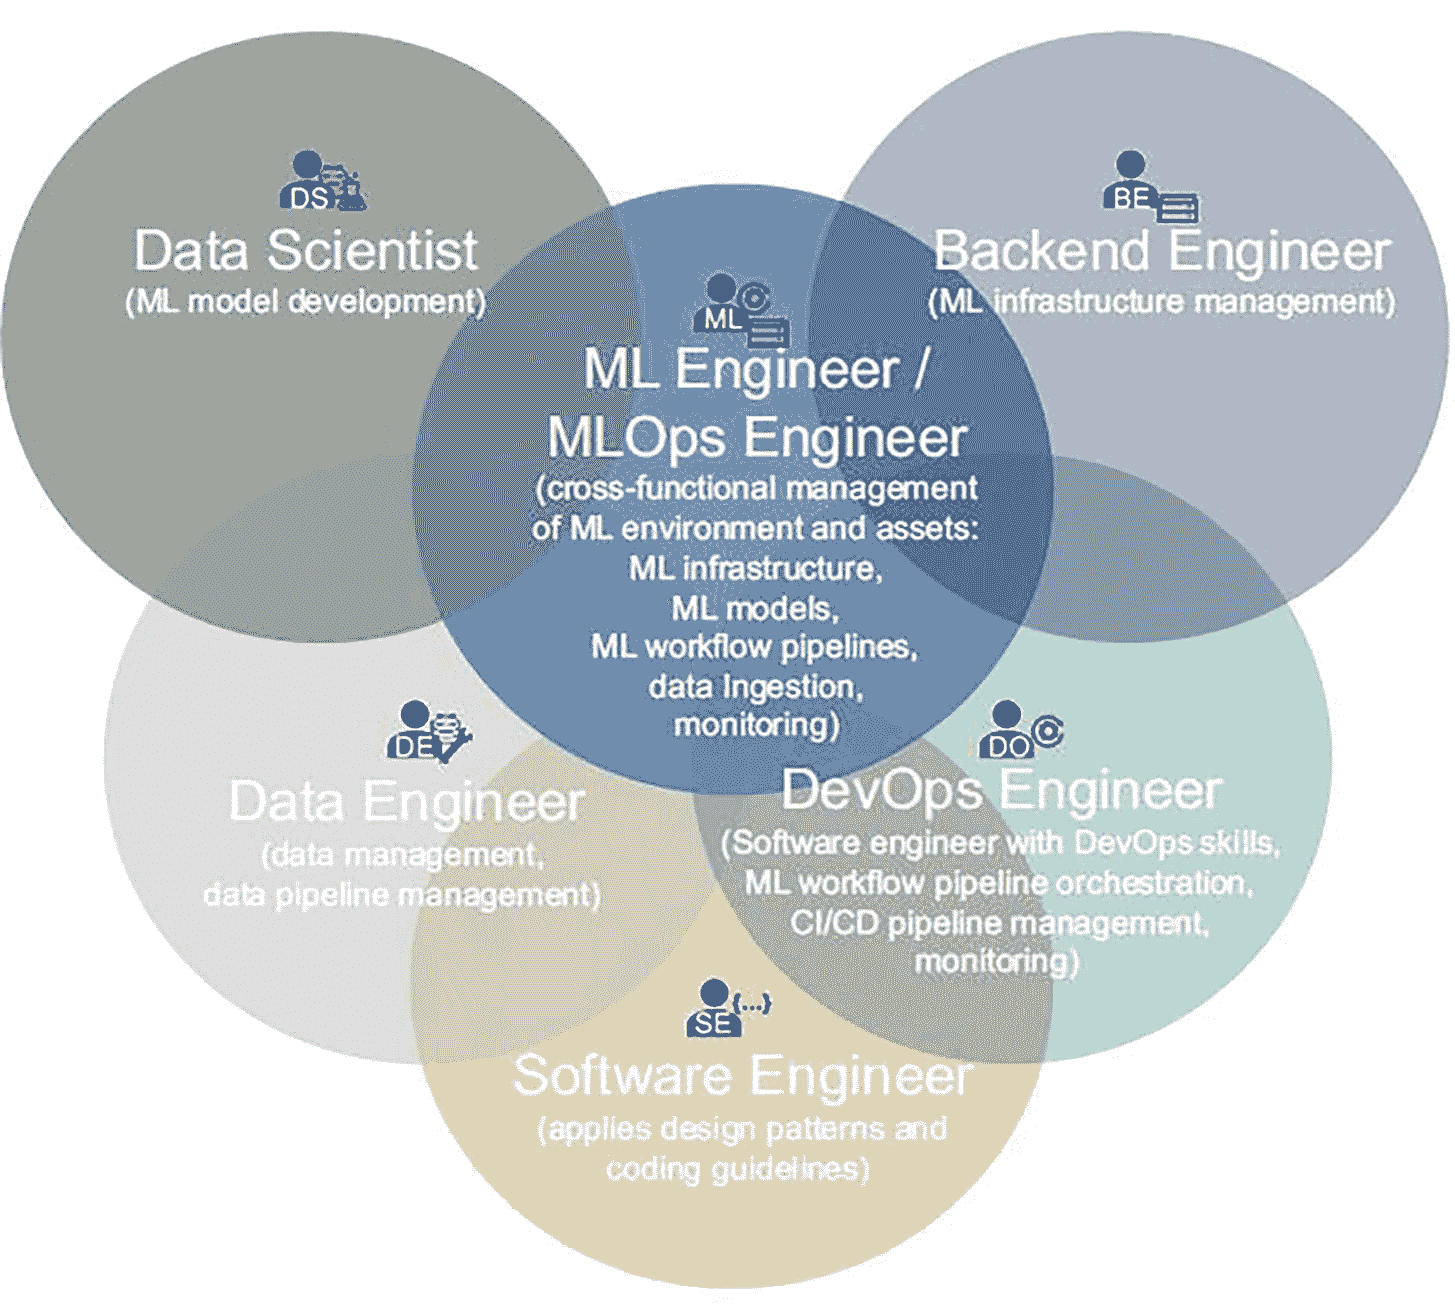 DS
Data Scientist
(ML model development)
BE
Backend Engineer
(ML infrastructure management)
ML
ML Engineer /
MLOps Engineer
(cross-functional management
of ML environment and assets:
ML infrastructure,
ML models,
ML workflow pipelines,
data Ingestion,
monitoring)
DE
Data Engineer
(data management,
data pipeline management)
DO
DevOps Engineer
(Software engineer with DevOps skills,
ML workflow pipeline orchestration,
CI/CD pipeline management,
monitoring)
SE {...}
Software Engineer
(applies design patterns and
coding guidelines)